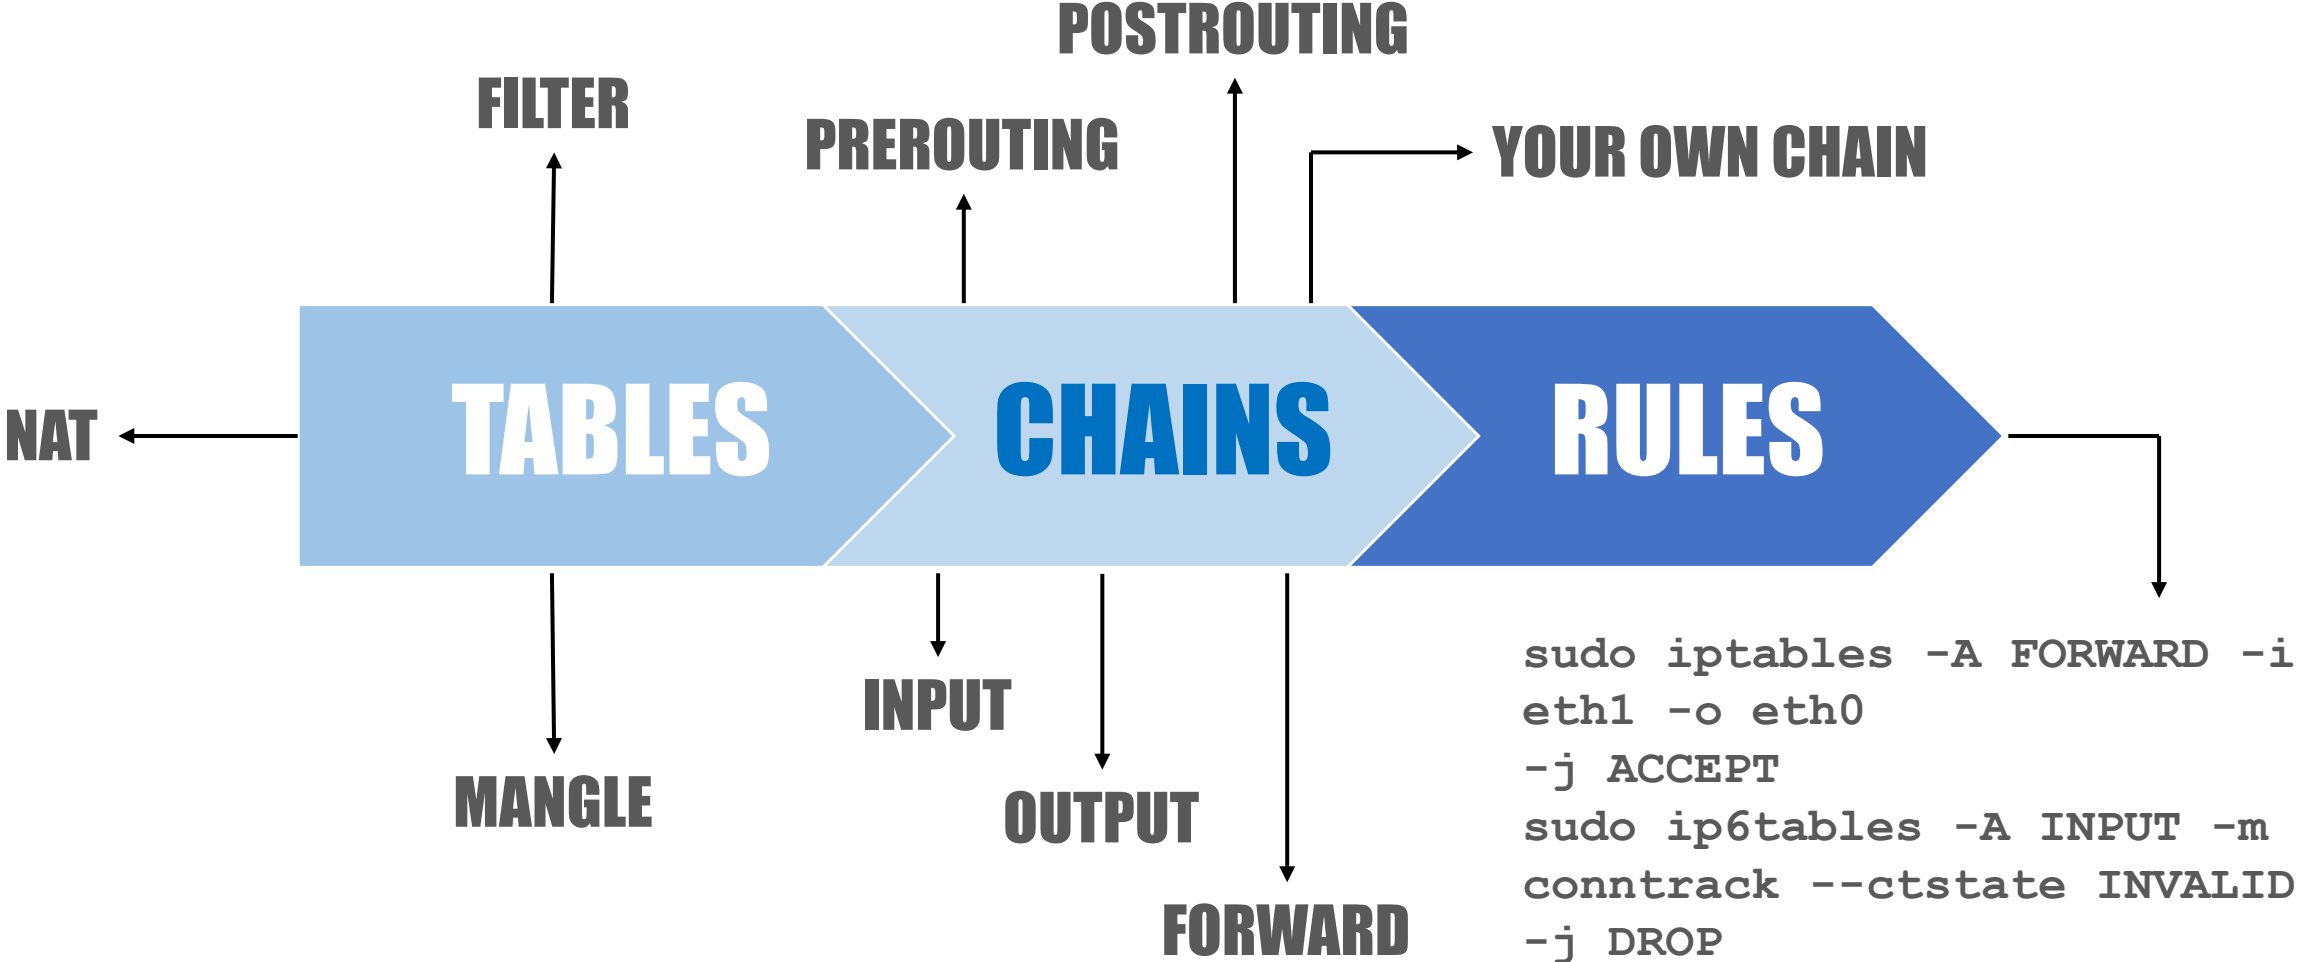 POSTROUTING
FILTER
PREROUTING
YOUR OWN CHAIN
NAT
TABLES
CHAINS
RULES
INPUT
MANGLE
OUTPUT
FORWARD
sudo iptables -A FORWARD -i
eth1 -o eth0
-j ACCEPT
sudo ip6tables -A INPUT -m
conntrack --ctstate INVALID
-j DROP